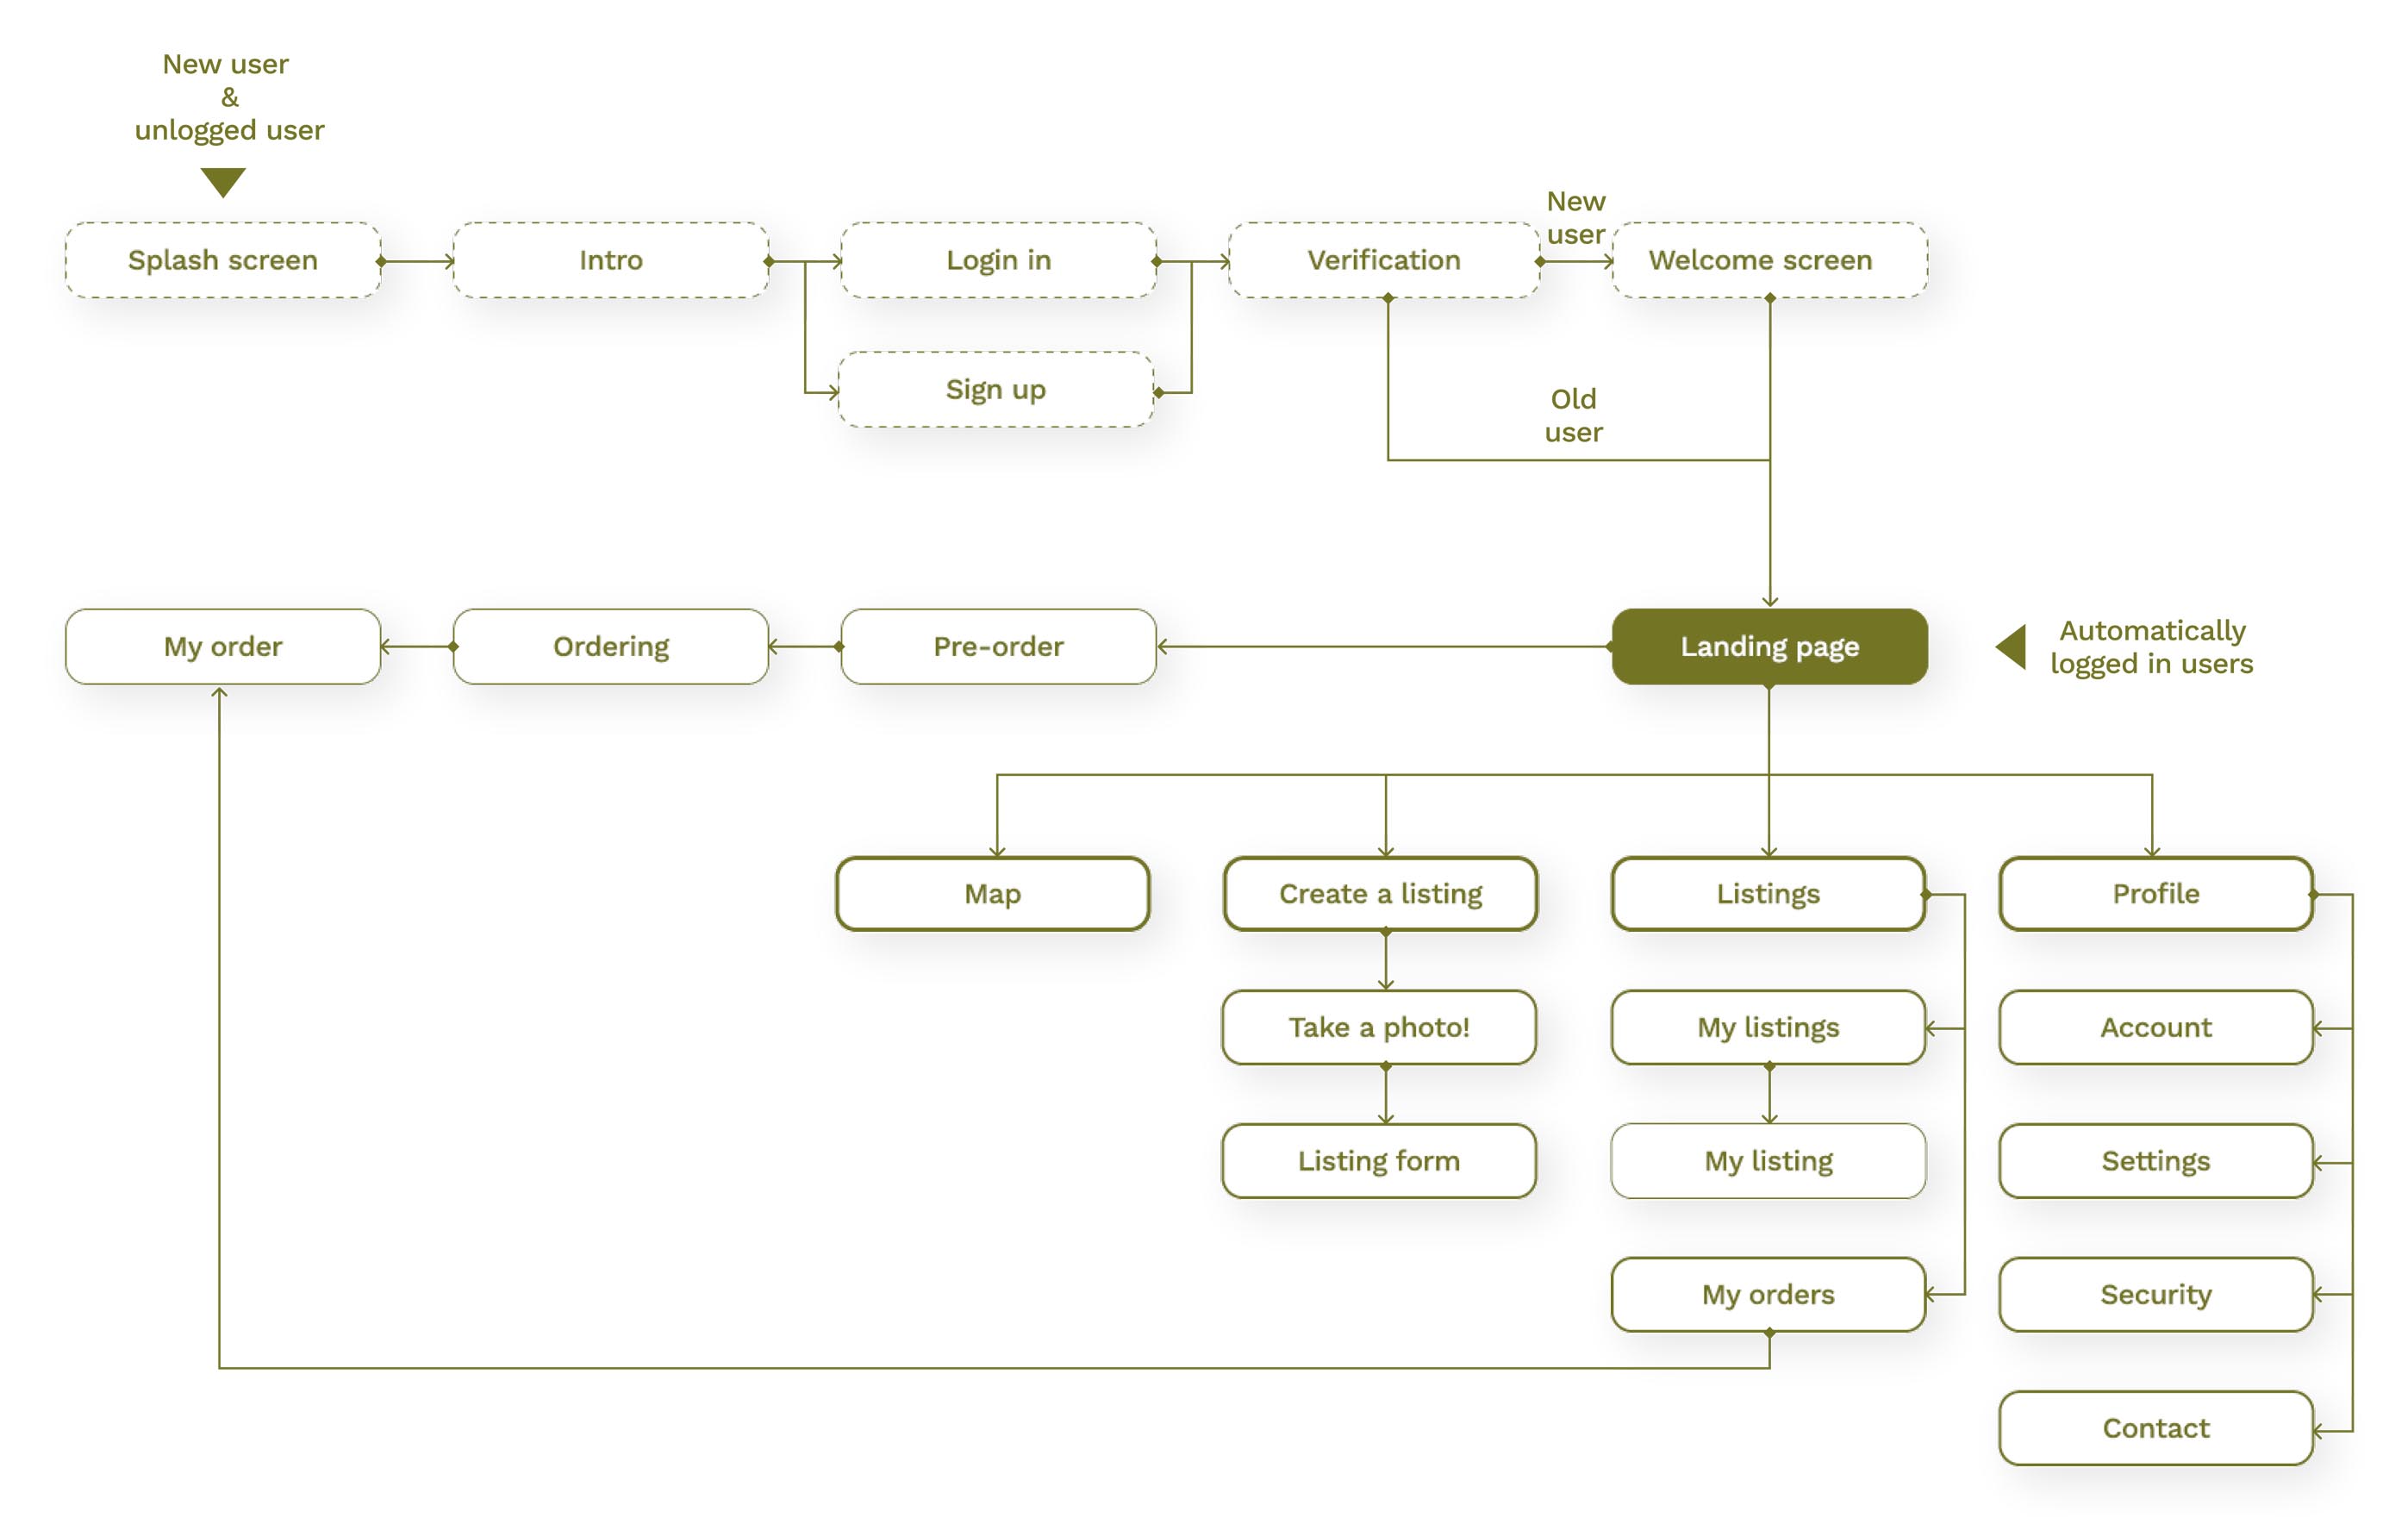 New user
&
unlogged user
Splash screen
Intro
Login in
Verification
New
user
Welcome screen
Sign up
Old
user
My order
Ordering
Pre-order
Landing page
Automatically
logged in users
Map
Create a listing
Listings
Profile
Take a photo!
My listings
Account
Listing form
My listing
Settings
My orders
Security
Contact